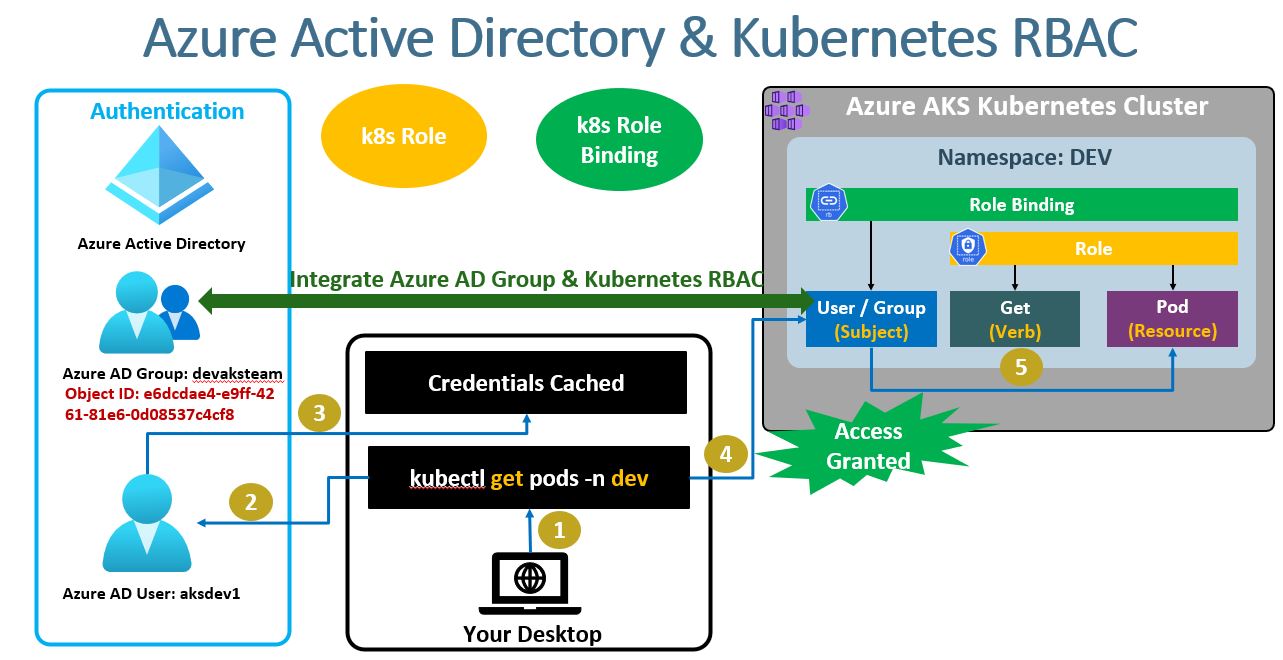 Azure Active Directory & Kubernetes RBAC
Authentication
Azure Active Directory
Azure AD Group: devaksteam
Object ID: e6dcdae4-e9ff-42
61-81e6-0d08537c4cf8
Azure AD User: aksdev1
k8s Role
k8s Role
Binding
Integrate Azure AD Group & Kubernetes RBAC
Credentials Cached
kubectl get pods -n dev
Your Desktop
1
2
3
4
Azure AKS Kubernetes Cluster
Namespace: DEV
rb
Role Binding
role
Role
User / Group
(Subject)
Get
(Verb)
Pod
(Resource)
5
Access
Granted